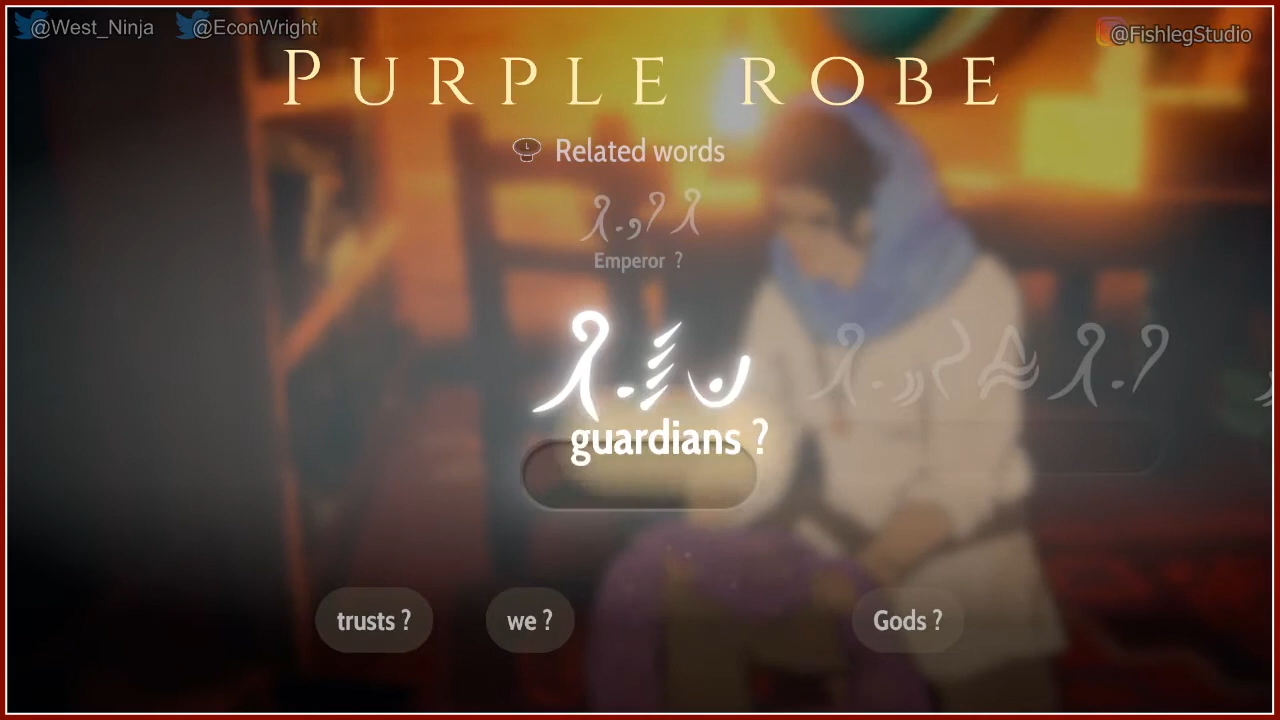 @West_Ninja @EconWright @FishlegStudio
PURPLE ROBE
Related words
Emperor ?
guardians ?
trusts ? we ? Gods ?